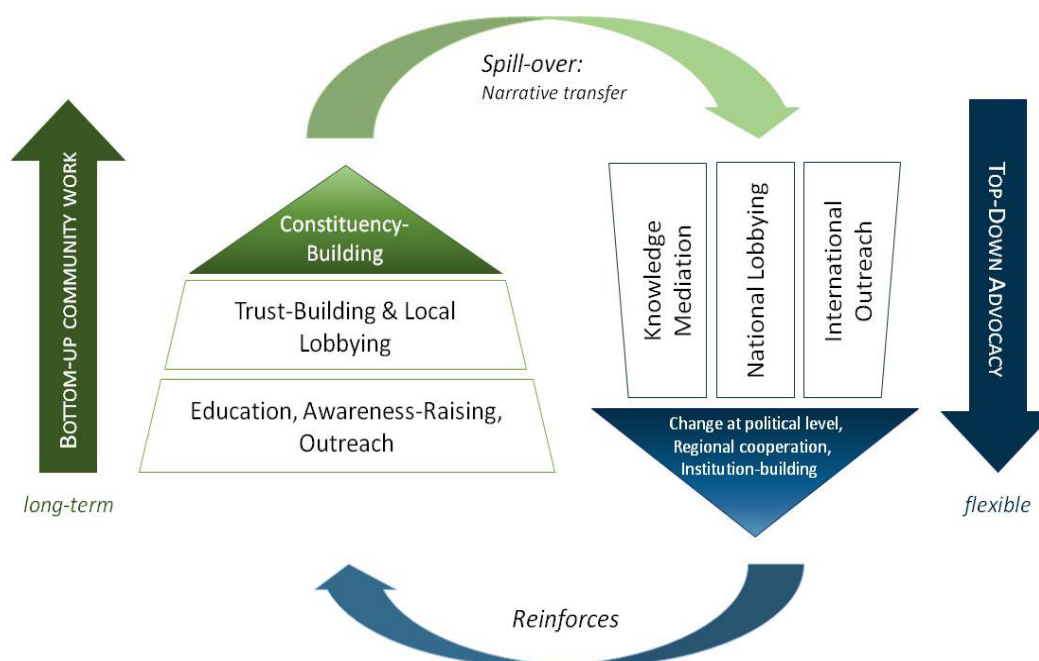 Spill-over:
Narrative transfer
BOTTOM-UP COMMUNITY WORK
long-term
Constituency-
Building
Trust-Building & Local
Lobbying
Education, Awareness-Raising,
Outreach
Knowledge
Mediation
National Lobbying
International
Outreach
Change at political level,
Regional cooperation,
Institution-building
TOP-DOWN ADVOCACY
flexible
Reinforces